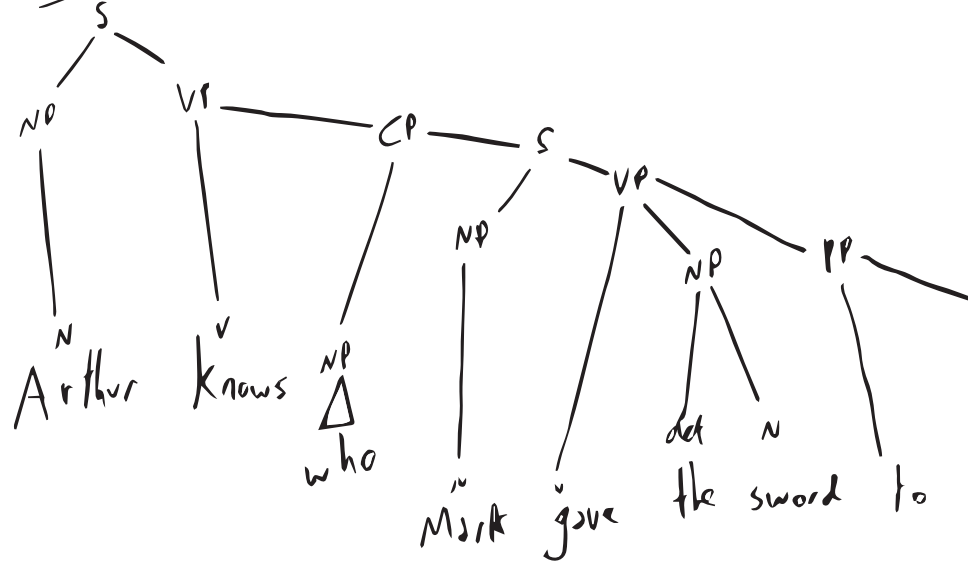 S
NP VP CP S VP
NP NP PP
N V NP
Arthur knows who
det N
N V
Mark gave the sword to